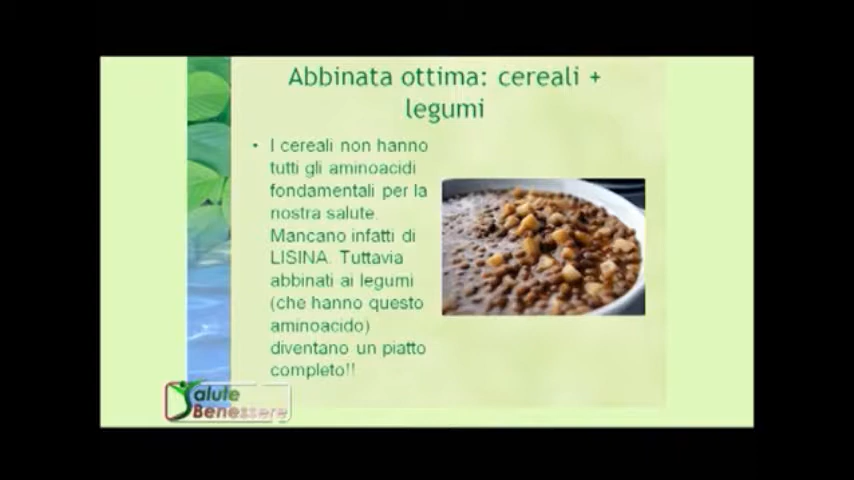 Abbinata ottima: cereali +
legumi
• I cereali non hanno
tutti gli aminoacidi
fondamentali per la
nostra salute.
Mancano infatti di
LISINA. Tuttavia
abbinati ai legumi
(che hanno questo
aminoacido)
diventano un piatto
completo!!
Salute
Benessere